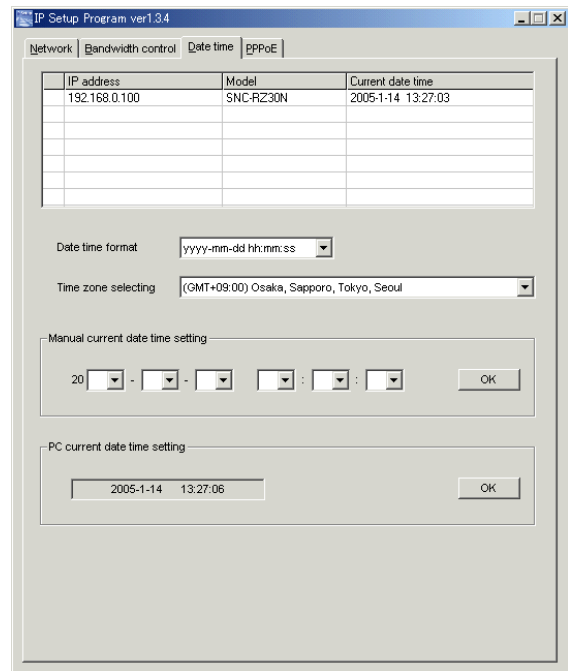 IP Setup Program ver1.3.4
Network Bandwidth control Date time PPPoE
IP address Model Current date time
192.168.0.100 SNC-RZ30N 2005-1-14 13:27:03
Date time format yyyy-mm-dd hh:mm:ss
Time zone selecting (GMT+09:00) Osaka, Sapporo, Tokyo, Seoul
Manual current date time setting
20 - - : : OK
PC current date time setting
2005-1-14 13:27:06 OK